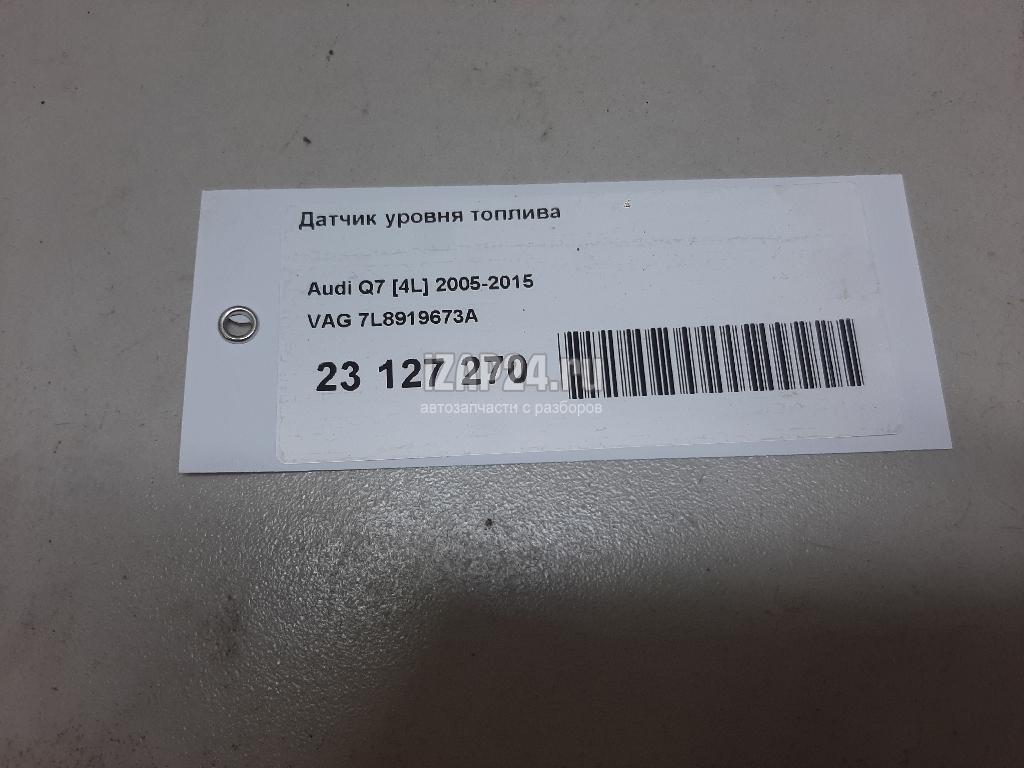 Датчик уровня топлива
Audi Q7 [4L] 2005-2015
VAG 7L8919673A
23 127 270
iZAP24.ru
автозапчасти с разборов